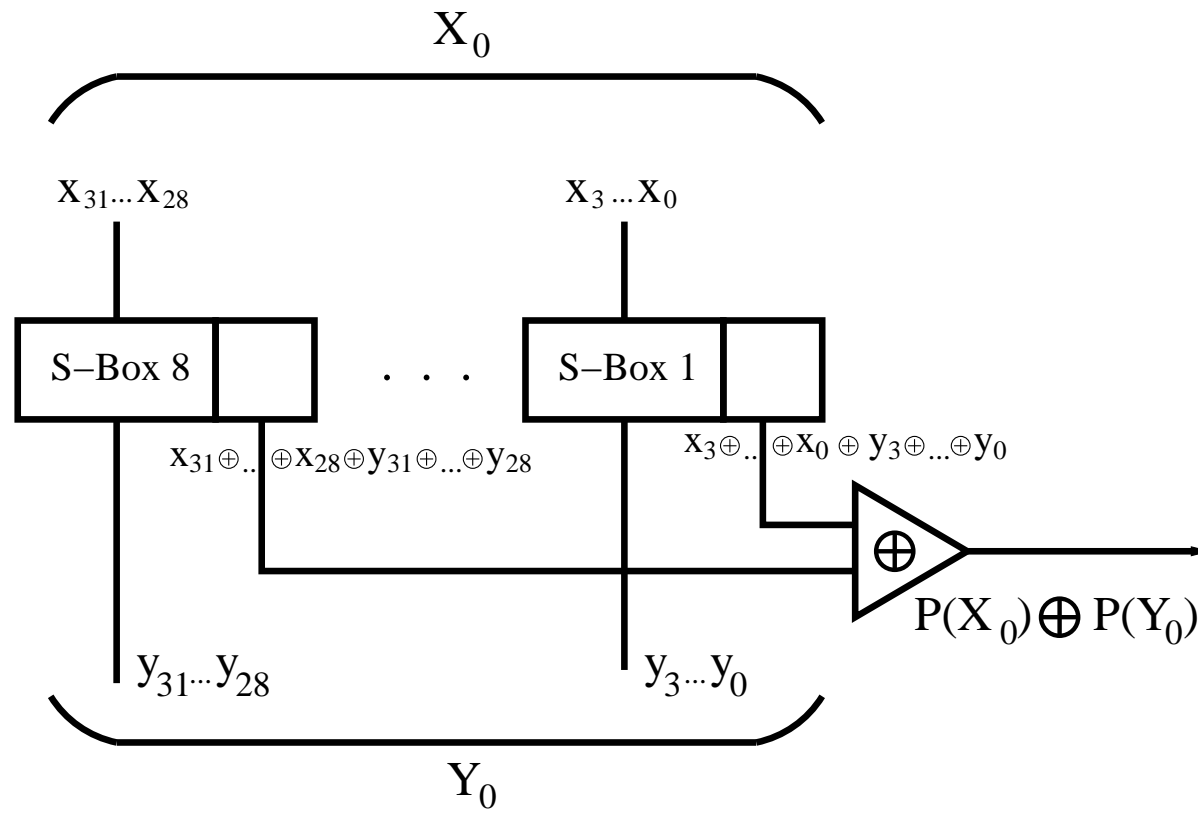 X₀
x₃₁...x₂₈ x₃...x₀
S–Box 8 . . . S–Box 1
x₃⊕...⊕x₀⊕y₃⊕...⊕y₀
x₃₁⊕...⊕x₂₈⊕y₃₁⊕...⊕y₂₈
⊕
P(X₀)⊕P(Y₀)
y₃₁...y₂₈ y₃...y₀
Y₀